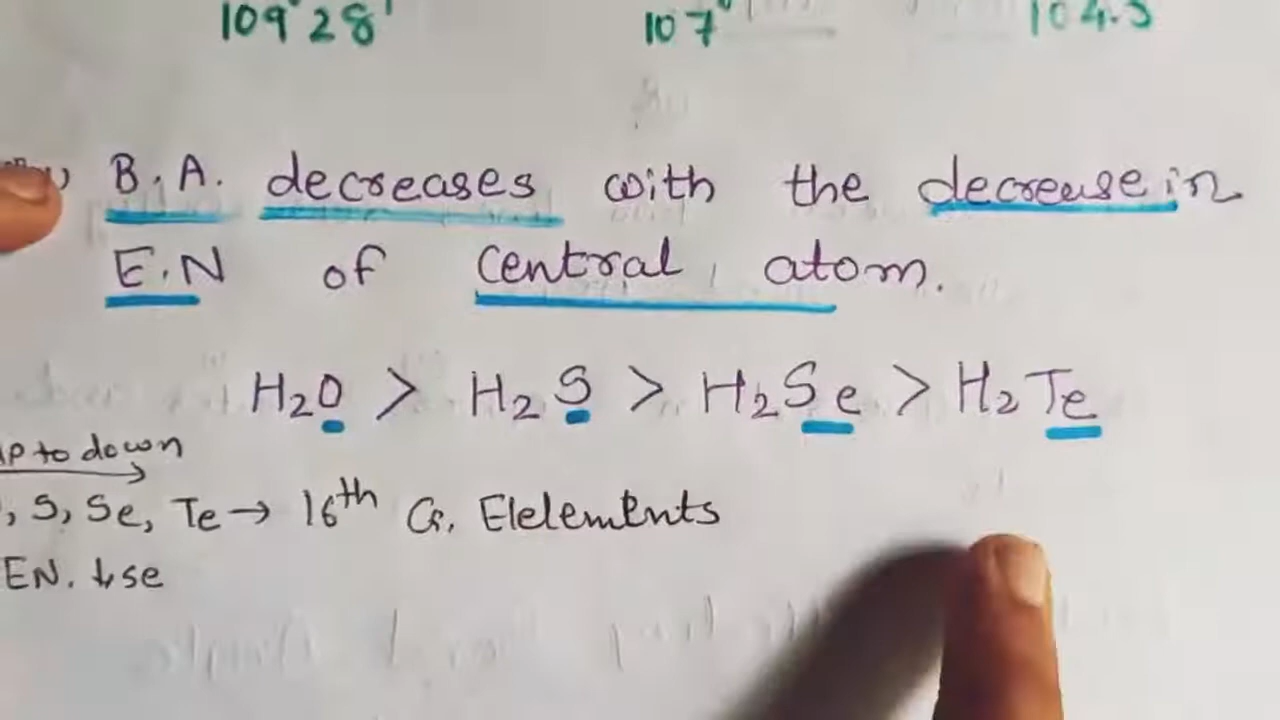 109°28' 107° 104.5
B.A. decreases with the decrease in
E.N of central atom.
H₂O > H₂S > H₂Se > H₂Te
up to down
, S, Se, Te → 16th Gr. Elelements
EN. ↓se